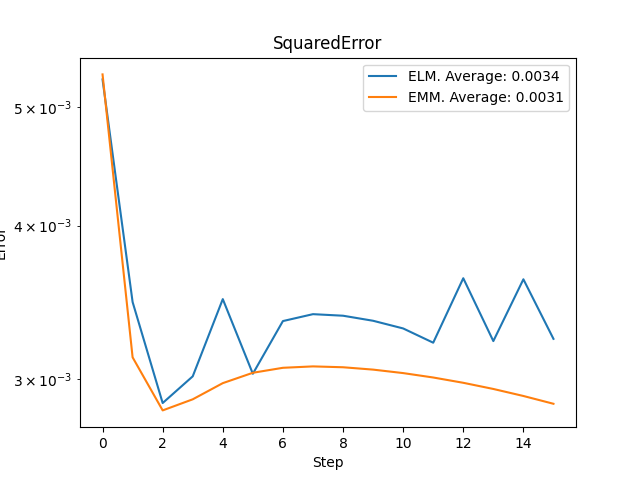 SquaredError
ELM. Average: 0.0034
EMM. Average: 0.0031
5 × 10⁻³
4 × 10⁻³
3 × 10⁻³
Error
0 2 4 6 8 10 12 14
Step